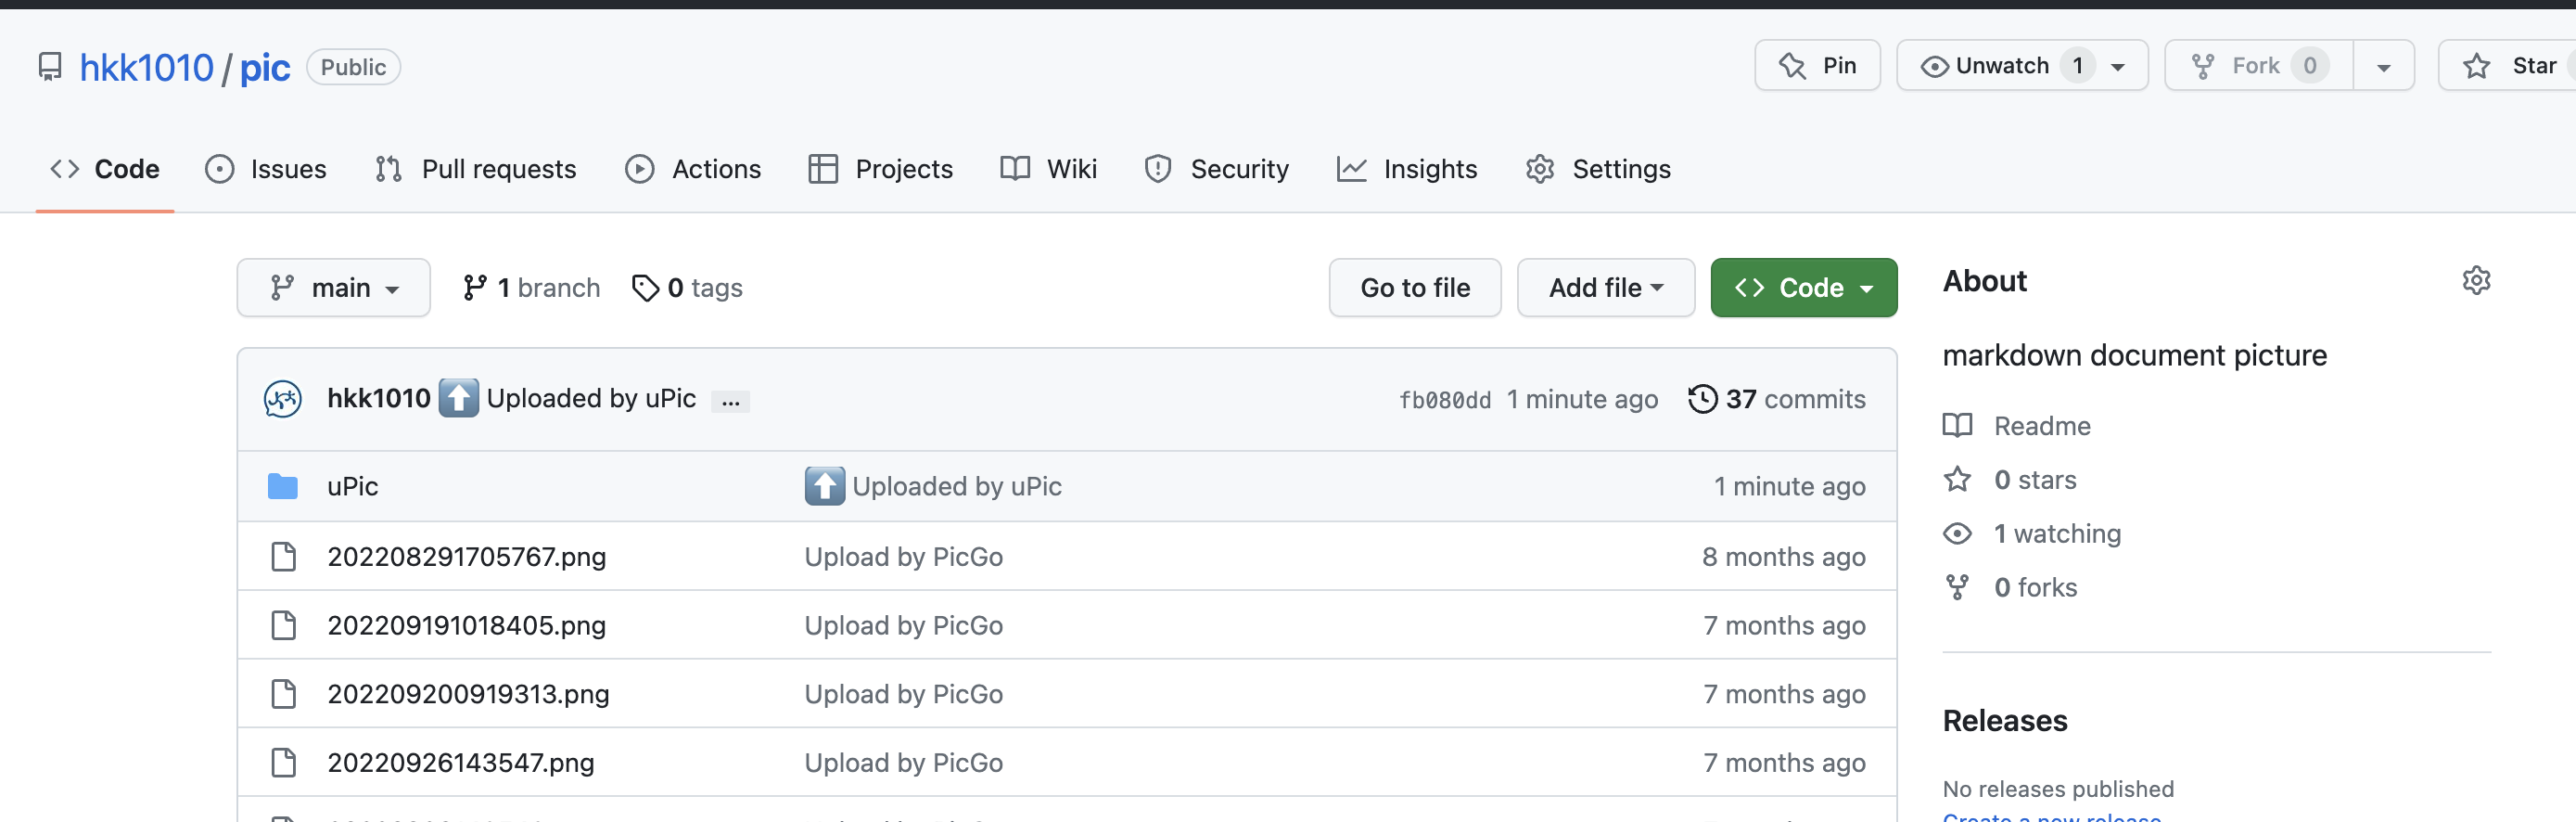 hkk1010 / pic Public
Pin Unwatch 1 Fork 0 Star
Code Issues Pull requests Actions Projects Wiki Security Insights Settings
main 1 branch 0 tags Go to file Add file Code
hkk1010 Uploaded by uPic ... fb080dd 1 minute ago 37 commits
uPic Uploaded by uPic 1 minute ago
202208291705767.png Upload by PicGo 8 months ago
202209191018405.png Upload by PicGo 7 months ago
202209200919313.png Upload by PicGo 7 months ago
20220926143547.png Upload by PicGo 7 months ago
About
markdown document picture
Readme
0 stars
1 watching
0 forks
Releases
No releases published
Create a new release